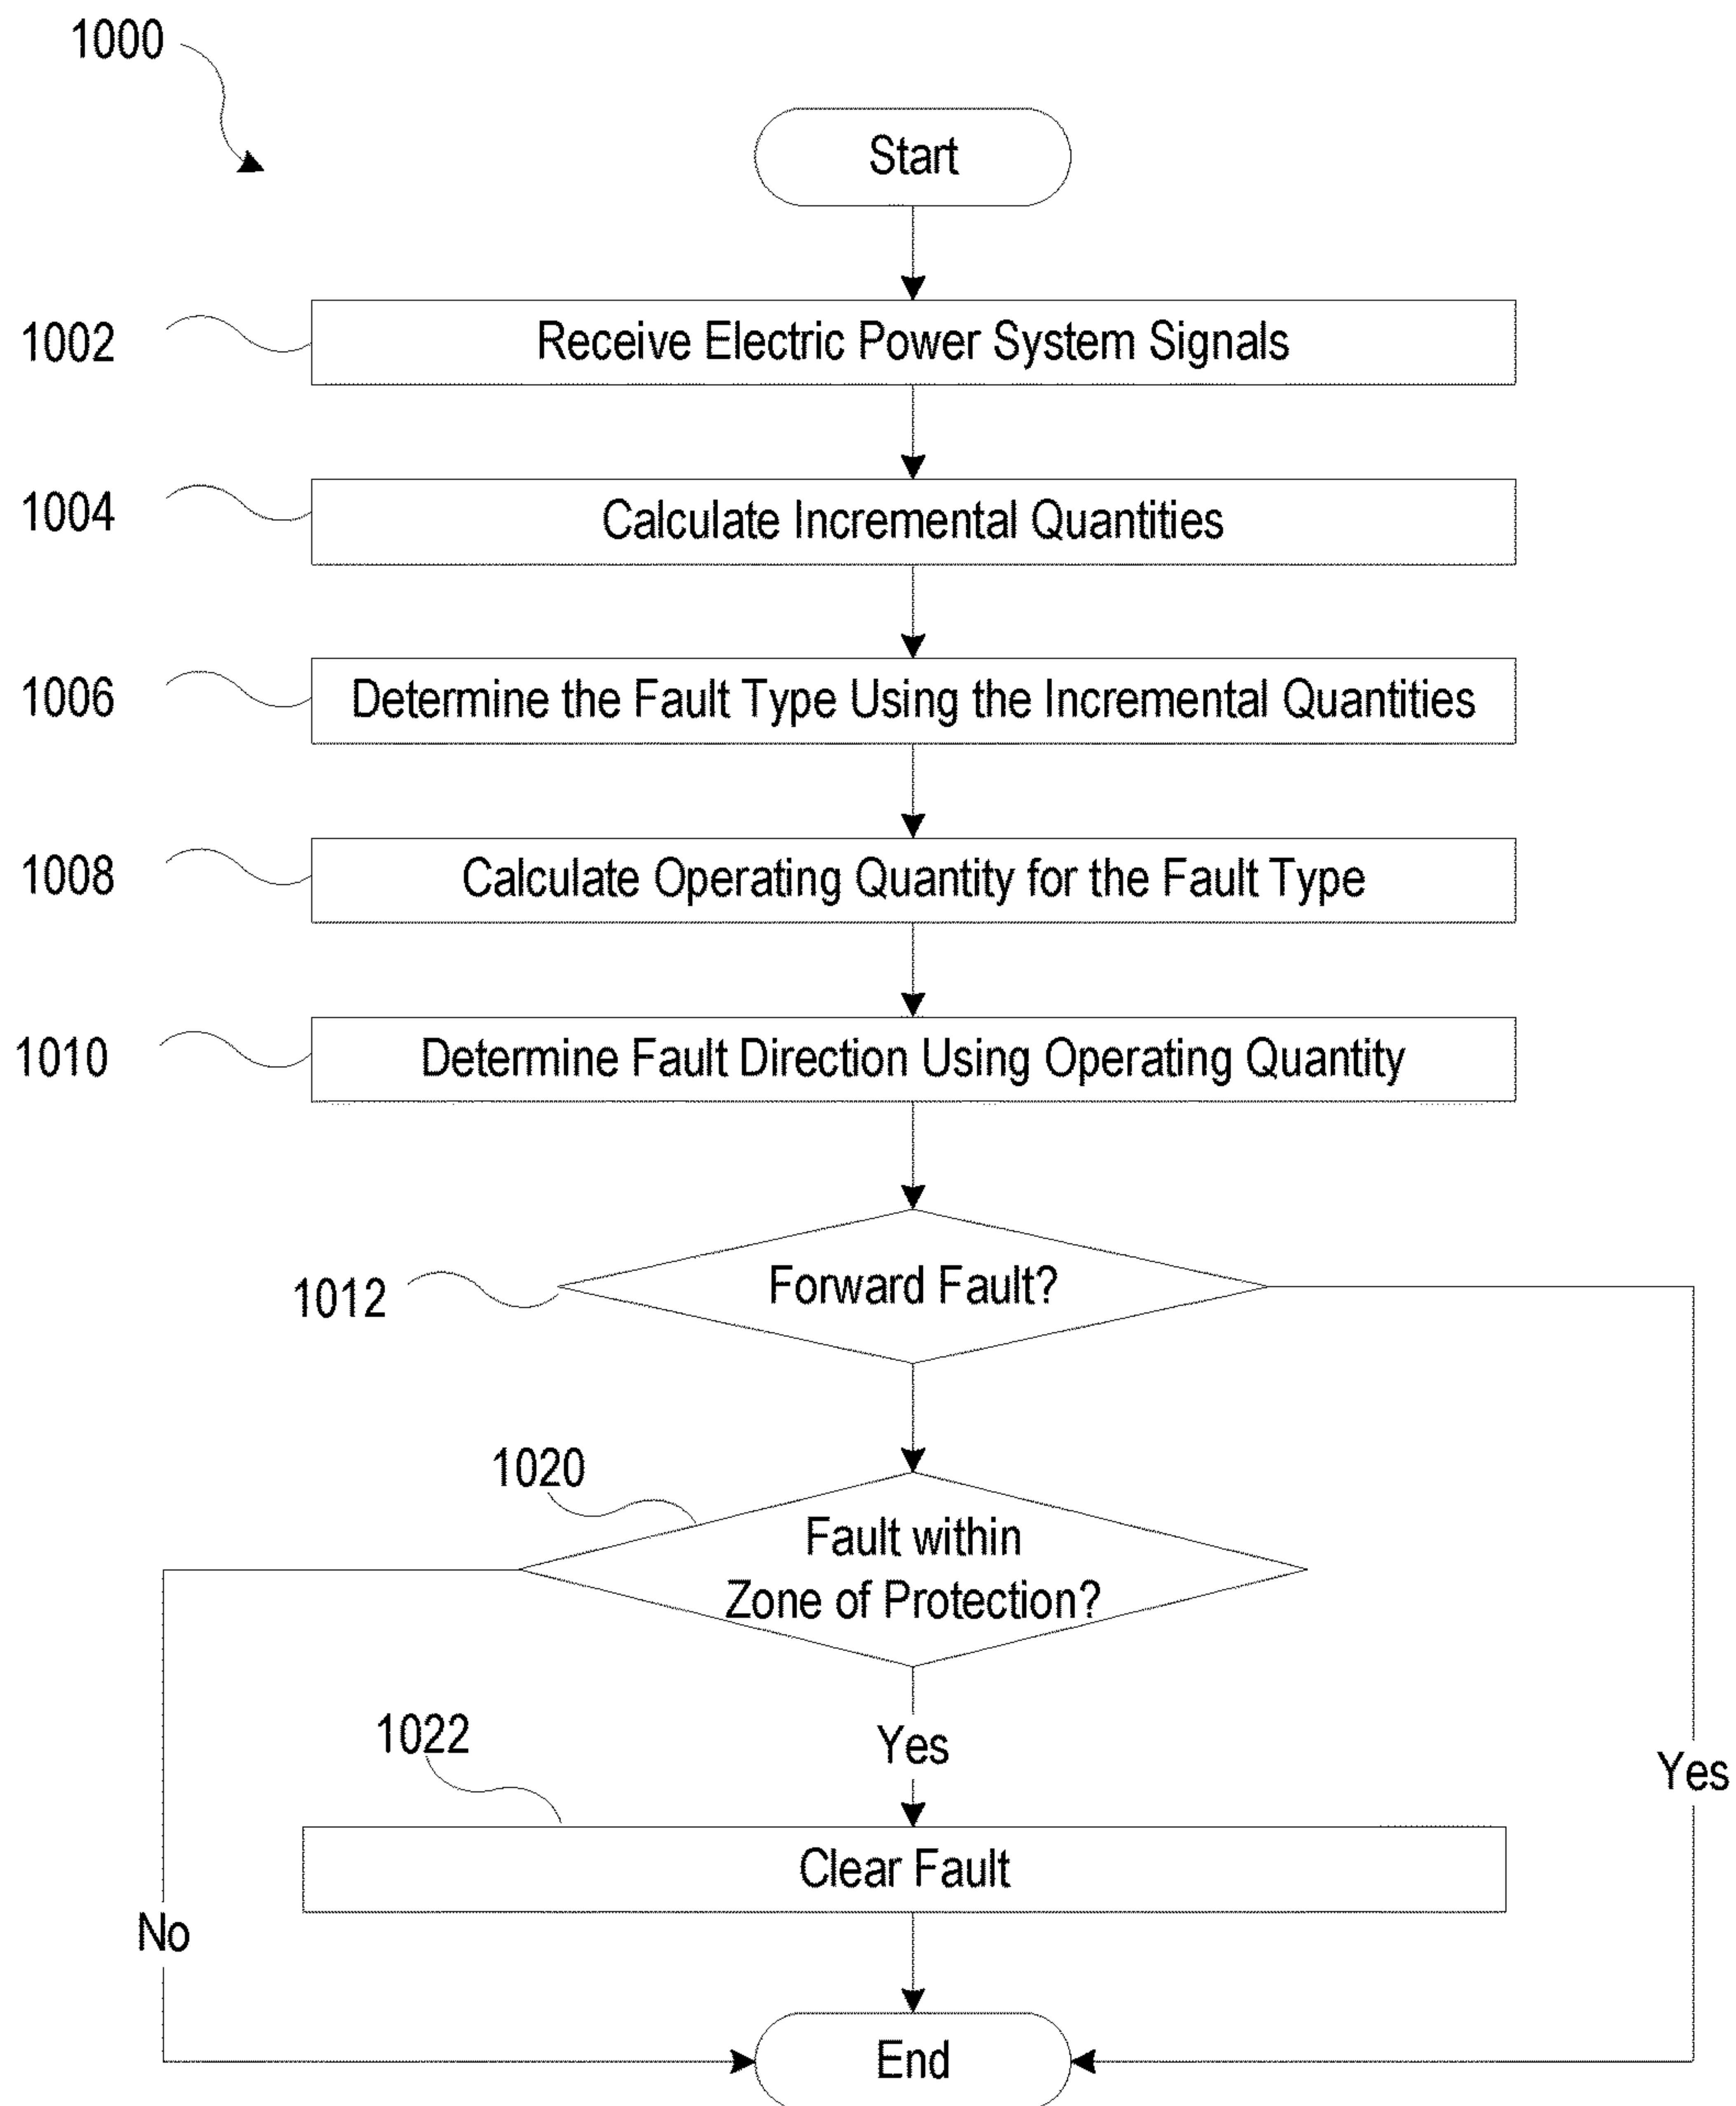 1000
Start
1002
Receive Electric Power System Signals
1004
Calculate Incremental Quantities
1006
Determine the Fault Type Using the Incremental Quantities
1008
Calculate Operating Quantity for the Fault Type
1010
Determine Fault Direction Using Operating Quantity
1012
Forward Fault?
1020
Fault within
Zone of Protection?
1022
Yes
Yes
Clear Fault
No
End